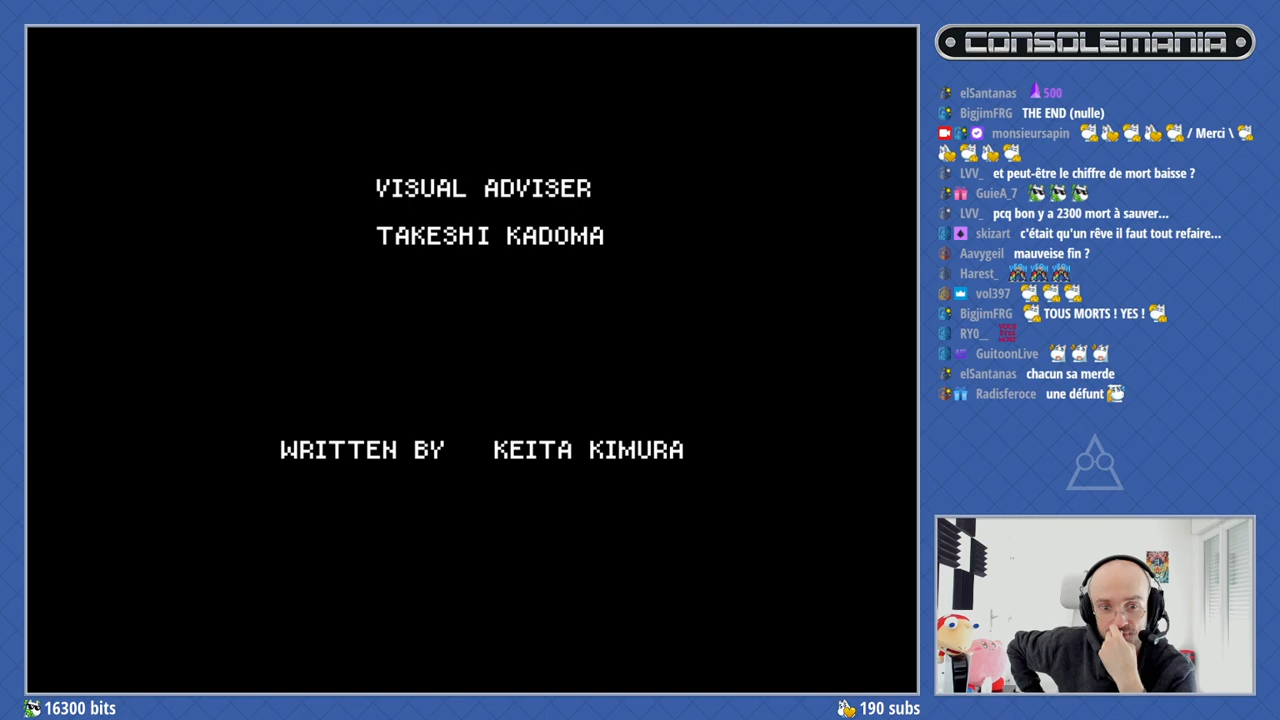 VISUAL ADVISER
TAKESHI KADOMA
WRITTEN BY KEITA KIMURA
CONSOLEMANIA
elSantanas 500
BigjimFRG THE END (nulle)
monsieursapin / Merci \
LVV_ et peut-être le chiffre de mort baisse ?
GuieA_7
LVV_ pcq bon y a 2300 mort à sauver...
skizart c'était qu'un rêve il faut tout refaire...
Aavygeil mauveise fin ?
Harest_
vol397
BigjimFRG TOUS MORTS ! YES !
RY0__
GuitoonLive
elSantanas chacun sa merde
Radisferoce une défunt
16300 bits
190 subs